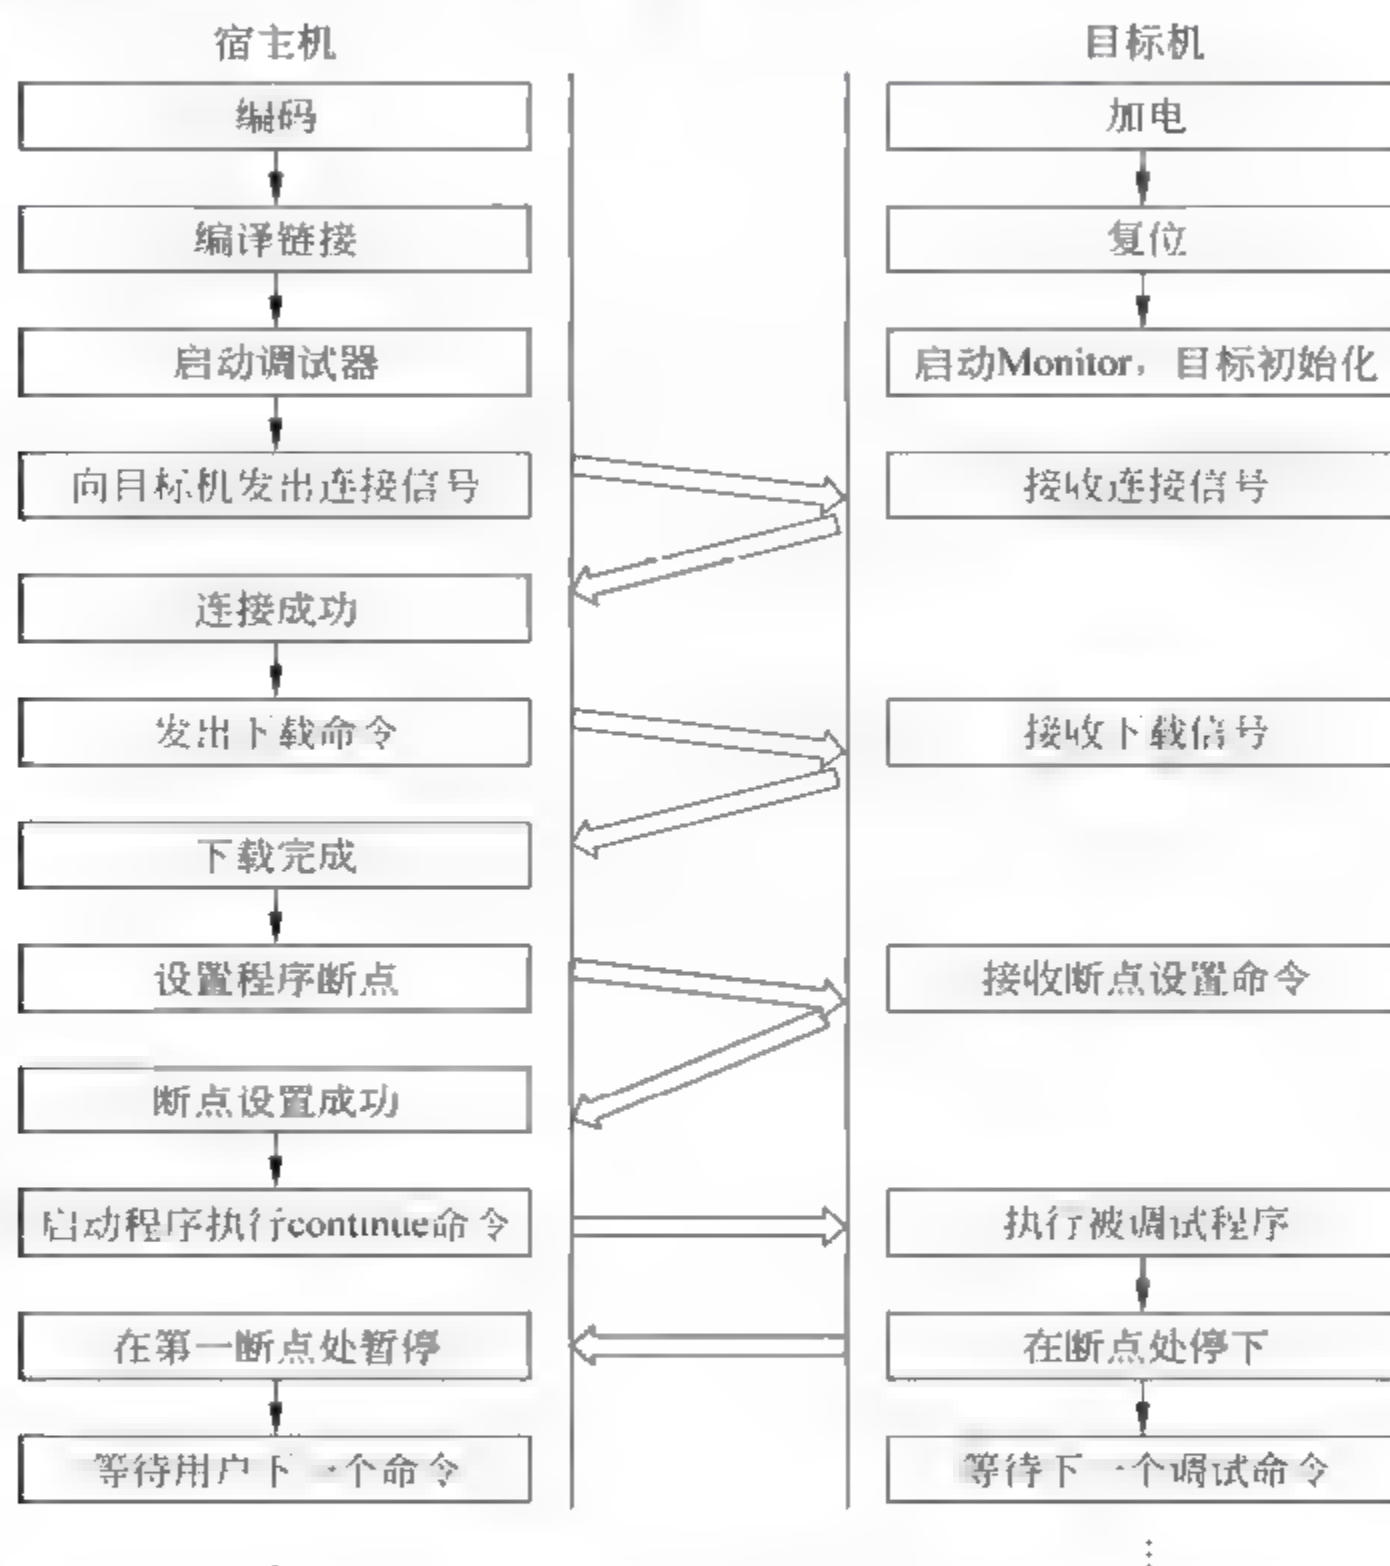 宿主机
目标机
编码
加电
编译链接
复位
启动调试器
启动Monitor，目标初始化
向目标机发出连接信号
接收连接信号
连接成功
发出下载命令
接收下载信号
下载完成
设置程序断点
接收断点设置命令
断点设置成功
启动程序执行continue命令
执行被调试程序
在第一断点处暂停
在断点处停下
等待用户下一个命令
等待下一个调试命令